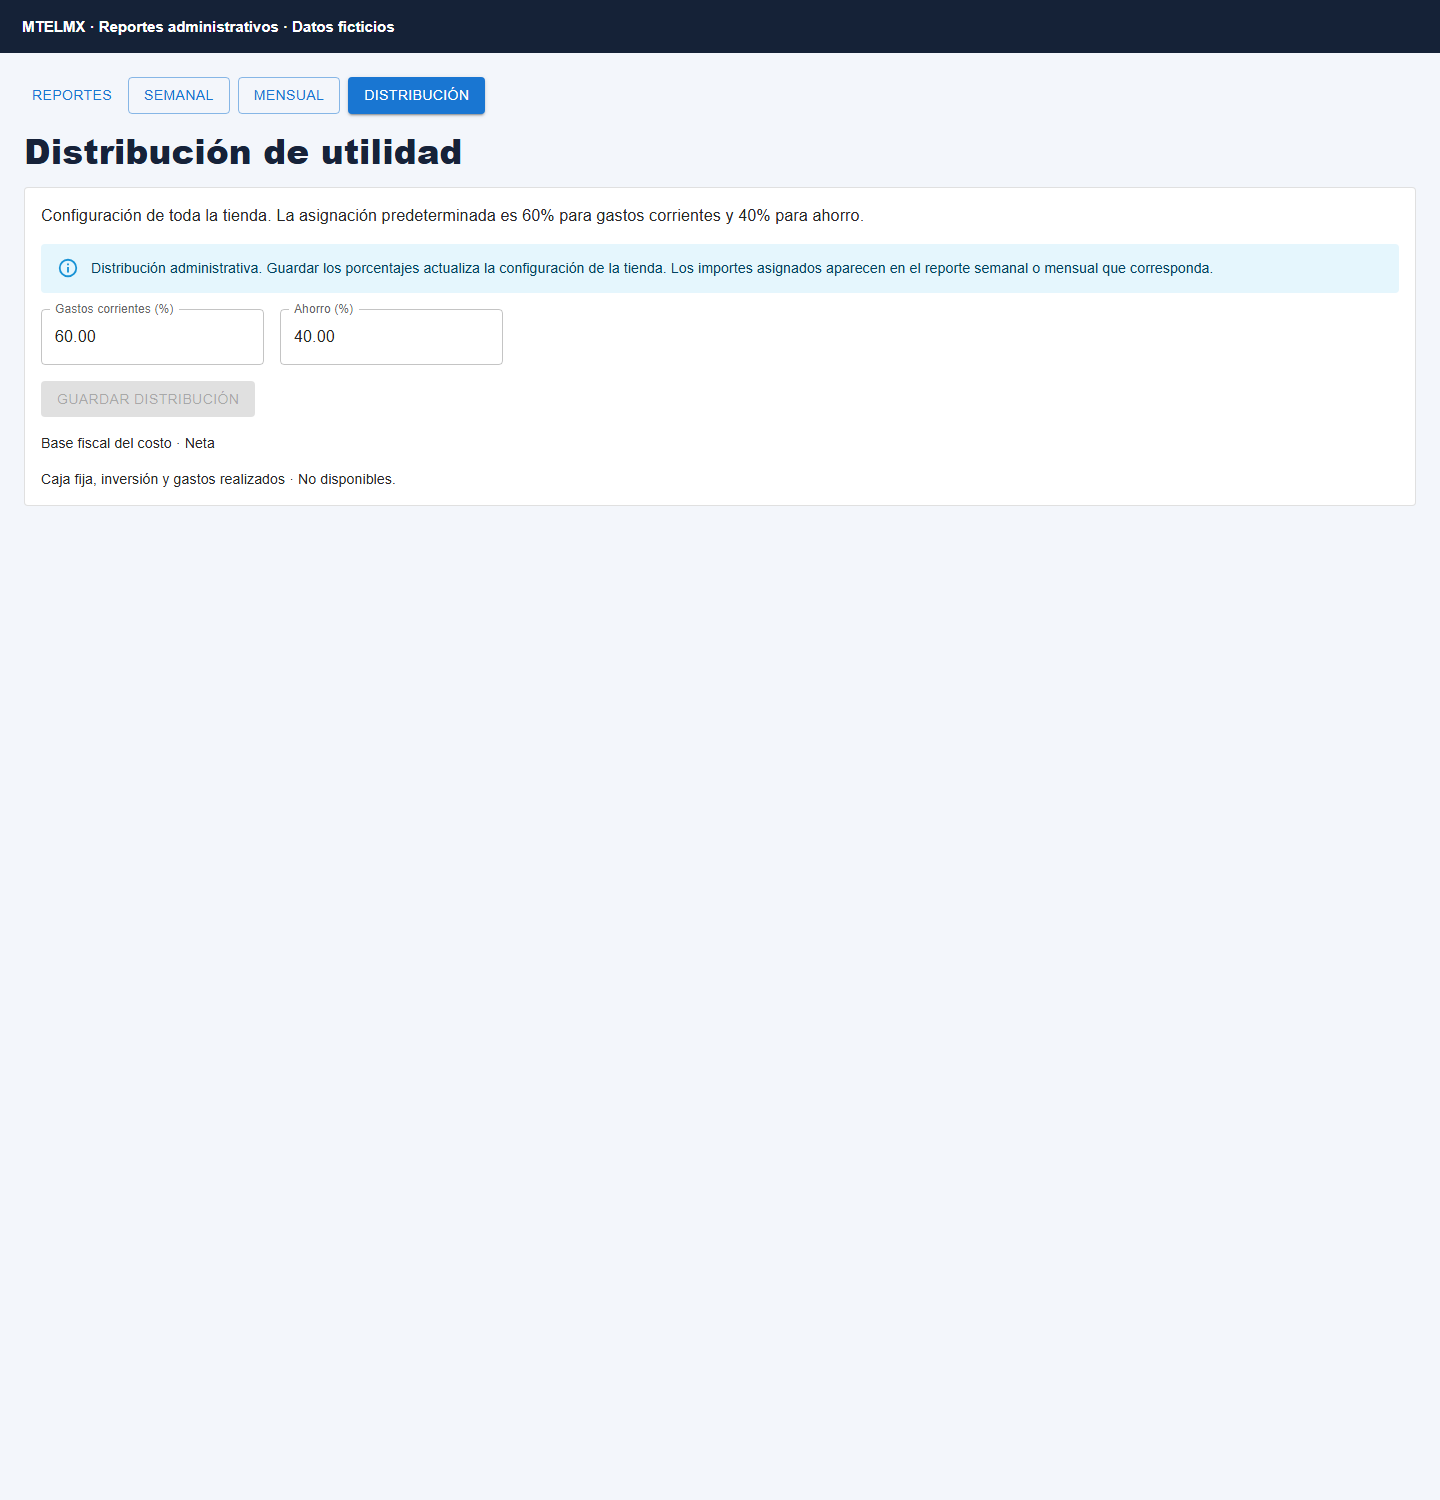 MTELMX · Reportes administrativos · Datos ficticios
REPORTES
SEMANAL
MENSUAL
DISTRIBUCIÓN
Distribución de utilidad
Configuración de toda la tienda. La asignación predeterminada es 60% para gastos corrientes y 40% para ahorro.
Distribución administrativa. Guardar los porcentajes actualiza la configuración de la tienda. Los importes asignados aparecen en el reporte semanal o mensual que corresponda.
Gastos corrientes (%)
60.00
Ahorro (%)
40.00
GUARDAR DISTRIBUCIÓN
Base fiscal del costo · Neta
Caja fija, inversión y gastos realizados · No disponibles.